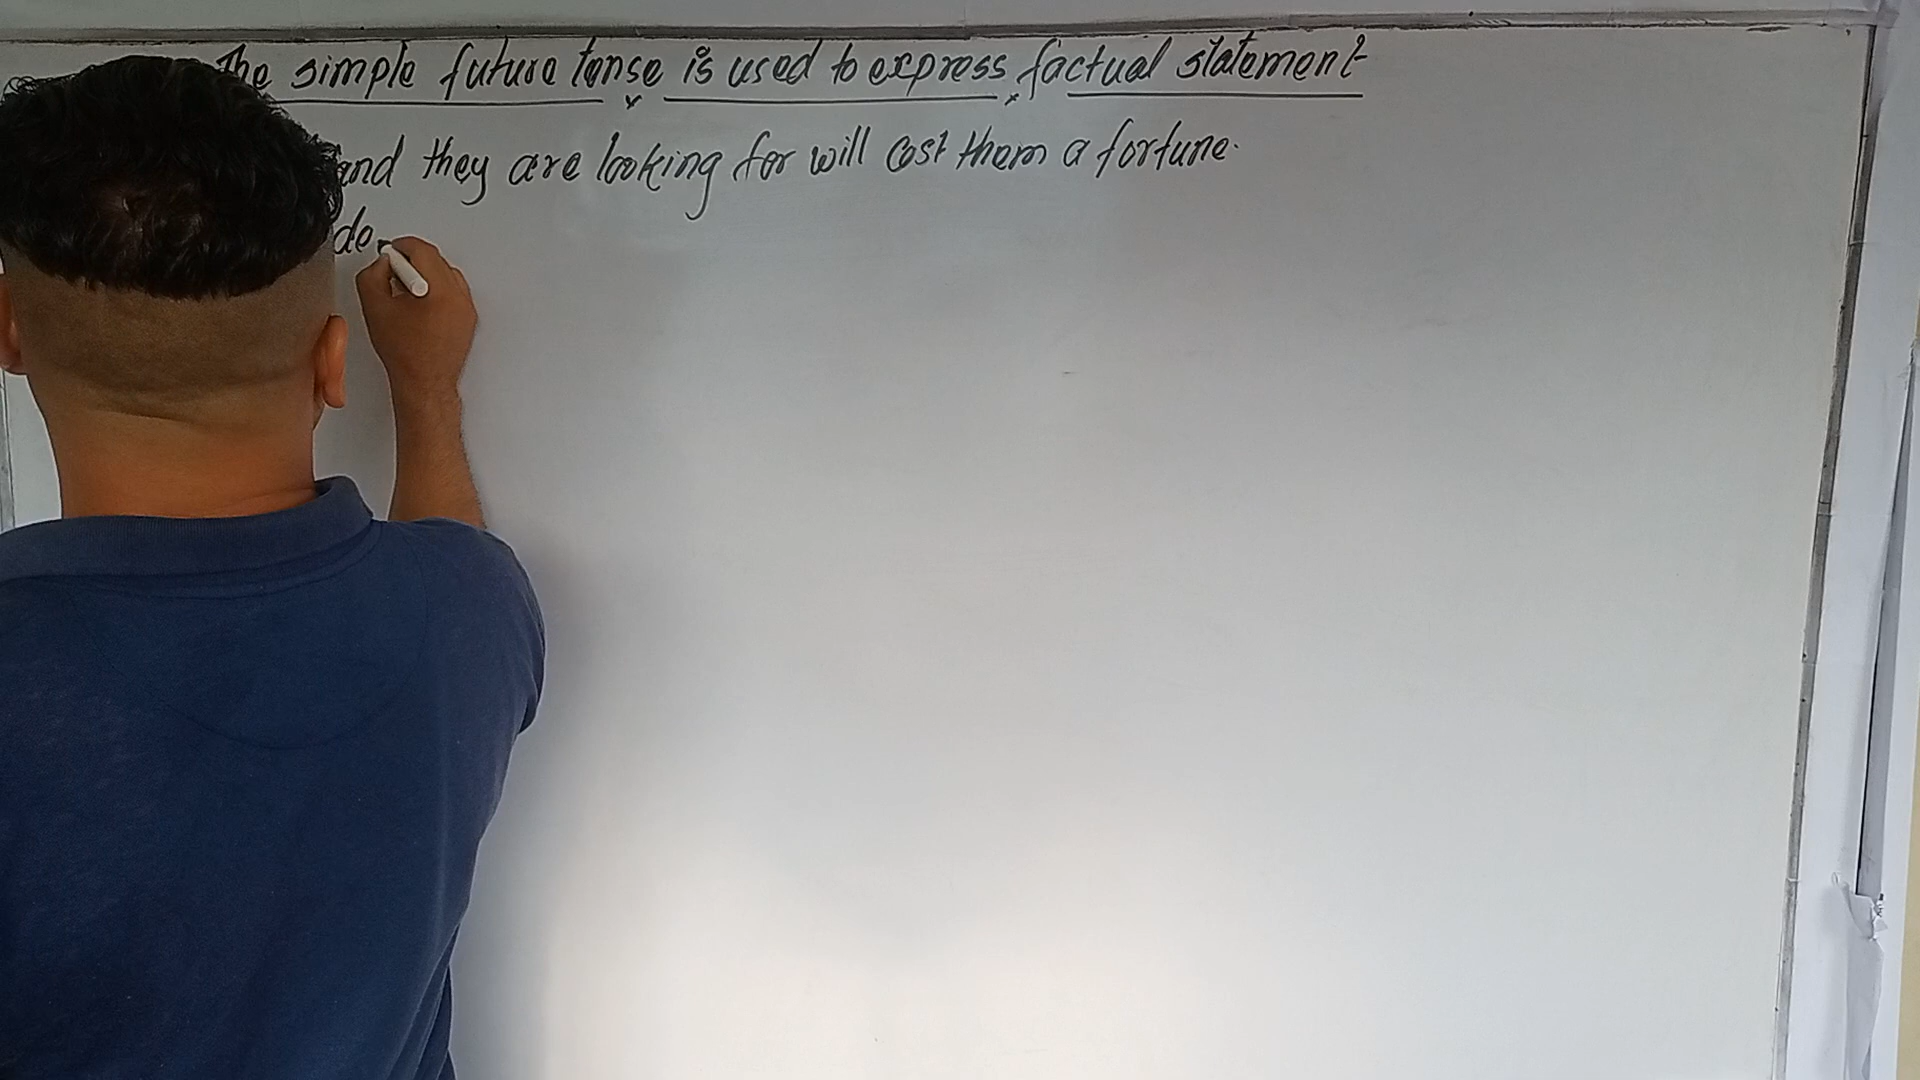 The simple future tense is used to express factual statement
and they are looking for will cost them a fortune.
de